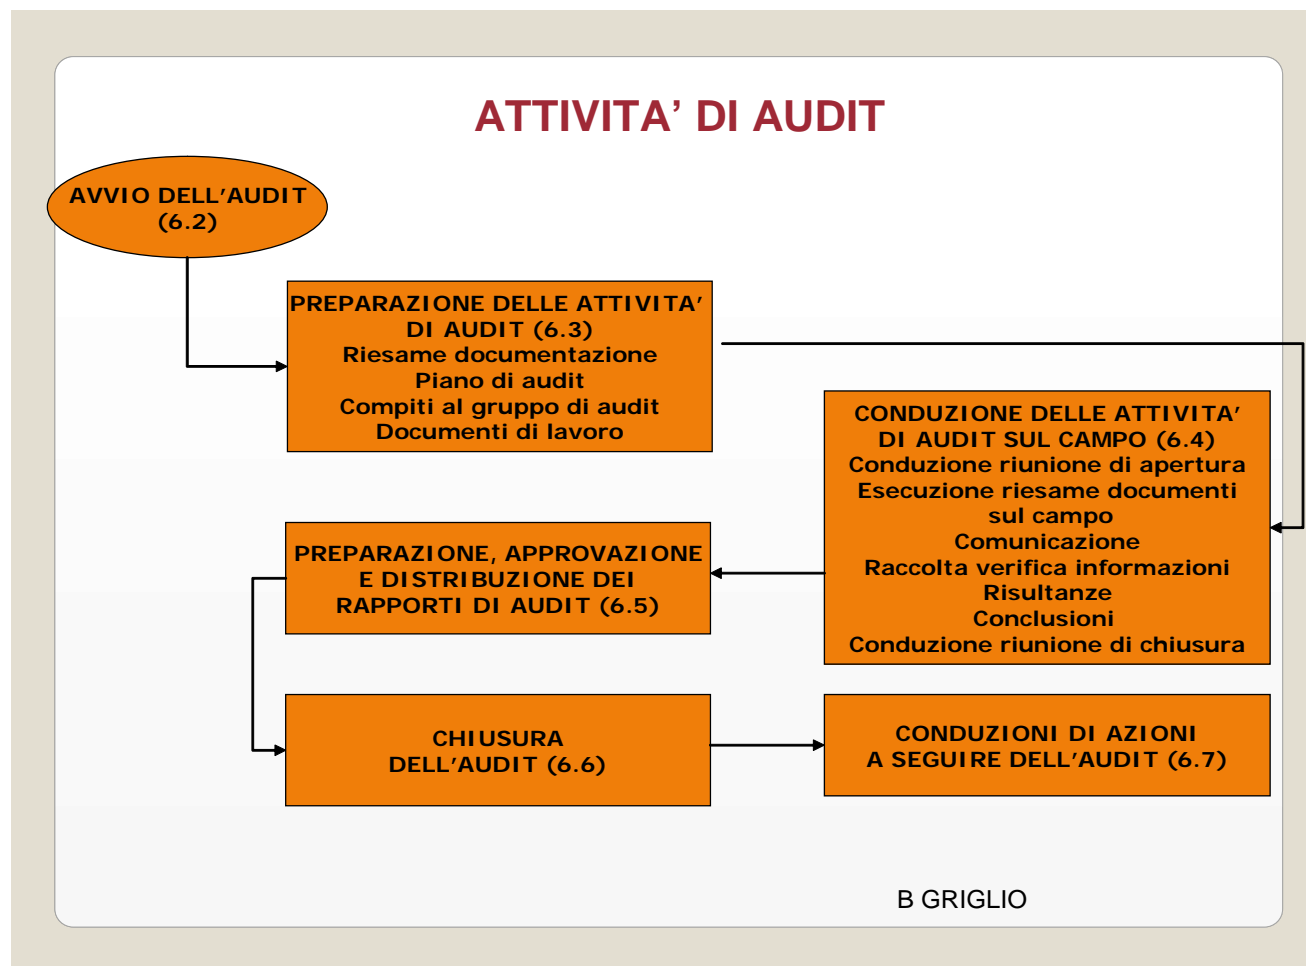 ATTIVITA’ DI AUDIT
AVVIO DELL’AUDIT
(6.2)
PREPARAZIONE DELLE ATTIVITA’
DI AUDIT (6.3)
Riesame documentazione
Piano di audit
Compiti al gruppo di audit
Documenti di lavoro
CONDUZIONE DELLE ATTIVITA’
DI AUDIT SUL CAMPO (6.4)
Conduzione riunione di apertura
Esecuzione riesame documenti
sul campo
Comunicazione
Raccolta verifica informazioni
Risultanze
Conclusioni
Conduzione riunione di chiusura
PREPARAZIONE, APPROVAZIONE
E DISTRIBUZIONE DEI
RAPPORTI DI AUDIT (6.5)
CHIUSURA
DELL’AUDIT (6.6)
CONDUZIONI DI AZIONI
A SEGUIRE DELL’AUDIT (6.7)
B GRIGLIO